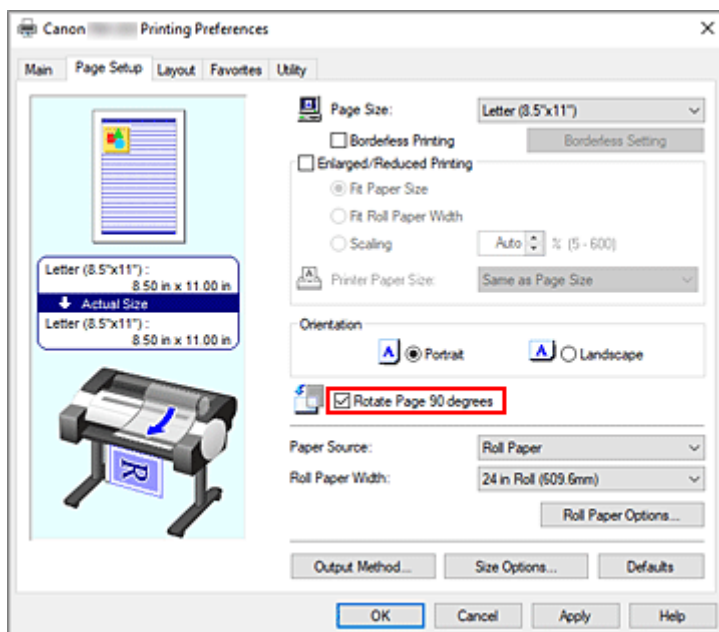 Canon Printing Preferences
Main Page Setup Layout Favorites Utility
Page Size: Letter (8.5"x11")
Borderless Printing Borderless Setting
Enlarged/Reduced Printing
Fit Paper Size
Fit Roll Paper Width
Scaling Auto % (5 - 600)
Printer Paper Size: Same as Page Size
Letter (8.5"x11") :
8.50 in x 11.00 in
Actual Size
Letter (8.5"x11") :
8.50 in x 11.00 in
Orientation
A Portrait A Landscape
Rotate Page 90 degrees
R
Paper Source: Roll Paper
Roll Paper Width: 24 in Roll (609.6mm)
Roll Paper Options...
Output Method... Size Options... Defaults
OK Cancel Apply Help